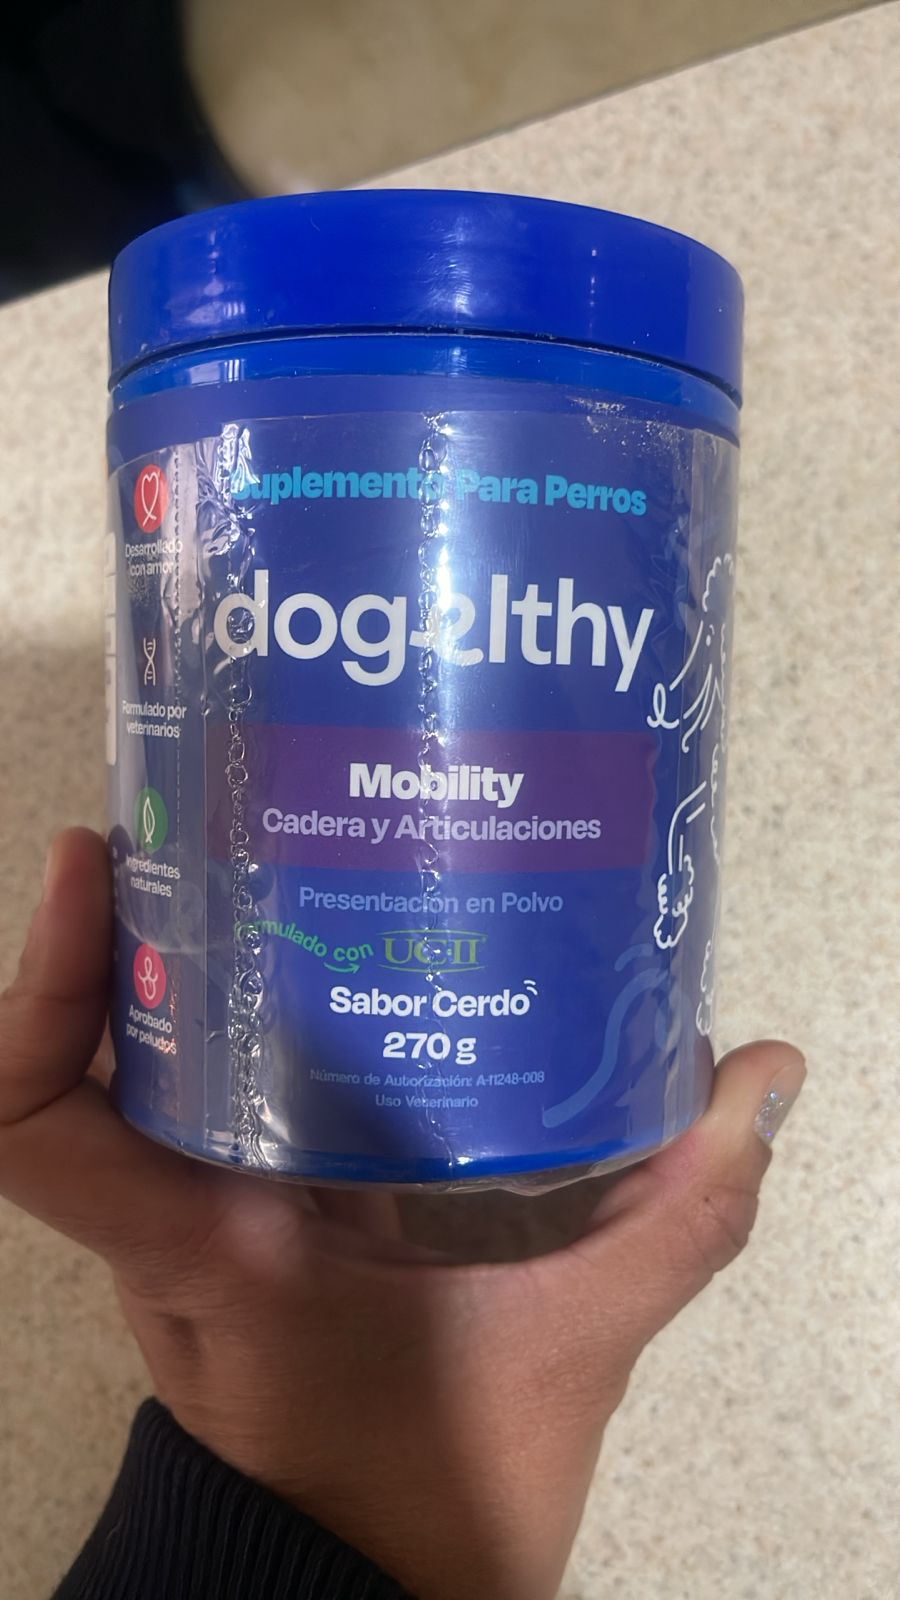 Suplemento Para Perros
dogelthy
Mobility
Cadera y Articulaciones
Presentación en Polvo
Formulado con UC-II®
Sabor Cerdo
270 g
Número de Autorización: A-11248-008
Uso Veterinario
Desarrollado
con amor
Formulado por
veterinarios
Ingredientes
naturales
Aprobado
por peludos